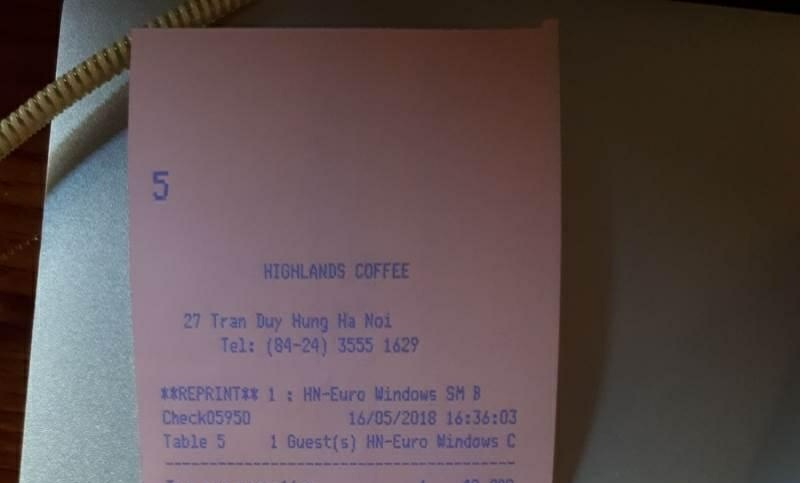 5
HIGHLANDS COFFEE
27 Tran Duy Hung Ha Noi
Tel: (84-24) 3555 1629
**REPRINT** 1 : HN-Euro Windows SM B
Check05950 16/05/2018 16:36:03
Table 5 1 Guest(s) HN-Euro Windows C
----------------------------------------